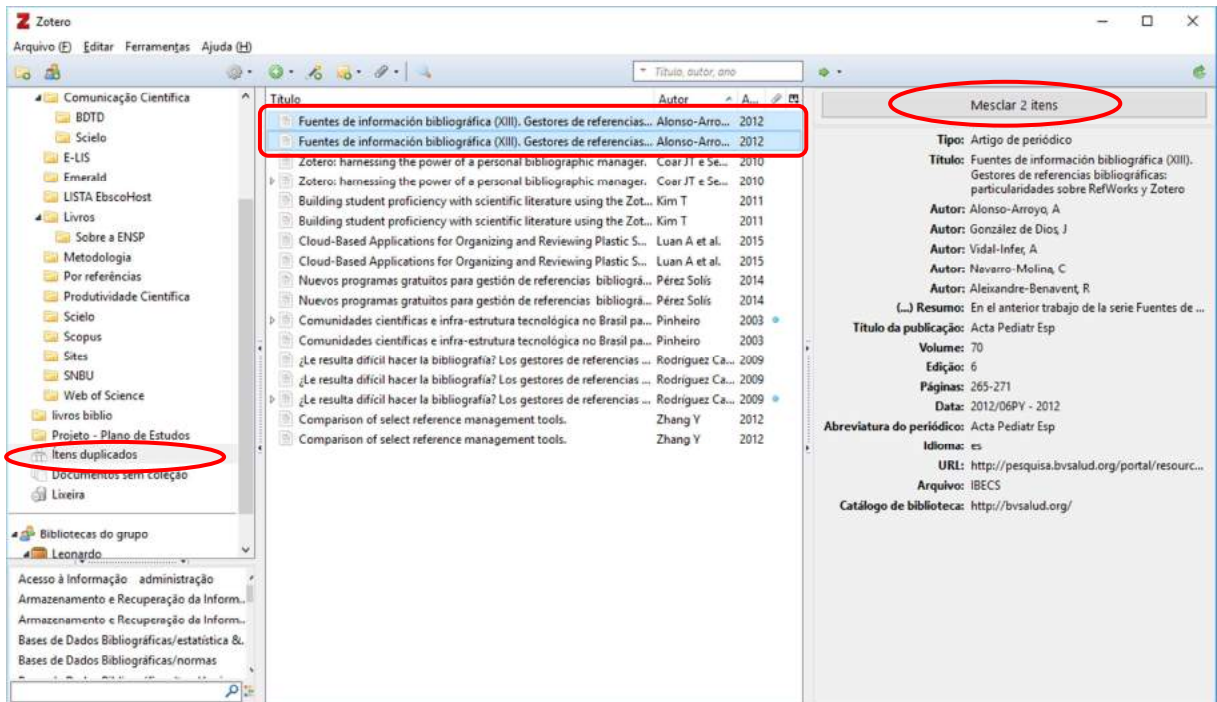 Zotero
Arquivo (F) Editar Ferramentas Ajuda (H)
Título, autor, ano
Comunicação Científica
BDTD
Scielo
E-LIS
Emerald
LISTA EbscoHost
Livros
Sobre a ENSP
Metodologia
Por referências
Produtividade Científica
Scielo
Scopus
Sites
SNBU
Web of Science
livros biblio
Projeto - Plano de Estudos
Itens duplicados
Documentos sem coleção
Lixeira
Bibliotecas do grupo
Leonardo
Acesso à Informação administração
Armazenamento e Recuperação da Inform..
Armazenamento e Recuperação da Inform..
Bases de Dados Bibliográficas/estatística &.
Bases de Dados Bibliográficas/normas
Título Autor A...
Fuentes de información bibliográfica (XIII). Gestores de referencias... Alonso-Arro... 2012
Fuentes de información bibliográfica (XIII). Gestores de referencias... Alonso-Arro... 2012
Zotero: harnessing the power of a personal bibliographic manager. Coar JT e Se... 2010
Zotero: harnessing the power of a personal bibliographic manager. Coar JT e Se... 2010
Building student proficiency with scientific literature using the Zot... Kim T 2011
Building student proficiency with scientific literature using the Zot... Kim T 2011
Cloud-Based Applications for Organizing and Reviewing Plastic S... Luan A et al. 2015
Cloud-Based Applications for Organizing and Reviewing Plastic S... Luan A et al. 2015
Nuevos programas gratuitos para gestión de referencias bibliográ... Pérez Solís 2014
Nuevos programas gratuitos para gestión de referencias bibliográ... Pérez Solís 2014
Comunidades científicas e infra-estrutura tecnológica no Brasil pa... Pinheiro 2003
Comunidades científicas e infra-estrutura tecnológica no Brasil pa... Pinheiro 2003
¿Le resulta difícil hacer la bibliografía? Los gestores de referencias ... Rodríguez Ca... 2009
¿Le resulta difícil hacer la bibliografía? Los gestores de referencias ... Rodríguez Ca... 2009
¿Le resulta difícil hacer la bibliografía? Los gestores de referencias ... Rodríguez Ca... 2009
Comparison of select reference management tools. Zhang Y 2012
Comparison of select reference management tools. Zhang Y 2012
Mesclar 2 itens
Tipo: Artigo de periódico
Título: Fuentes de información bibliográfica (XIII).
Gestores de referencias bibliográficas:
particularidades sobre RefWorks y Zotero
Autor: Alonso-Arroyo, A
Autor: González de Dios, J
Autor: Vidal-Infer, A
Autor: Navarro-Molina, C
Autor: Aleixandre-Benavent, R
(...) Resumo: En el anterior trabajo de la serie Fuentes de ...
Título da publicação: Acta Pediatr Esp
Volume: 70
Edição: 6
Páginas: 265-271
Data: 2012/06PY - 2012
Abreviatura do periódico: Acta Pediatr Esp
Idioma: es
URL: http://pesquisa.bvsalud.org/portal/resourc...
Arquivo: IBECS
Catálogo de biblioteca: http://bvsalud.org/